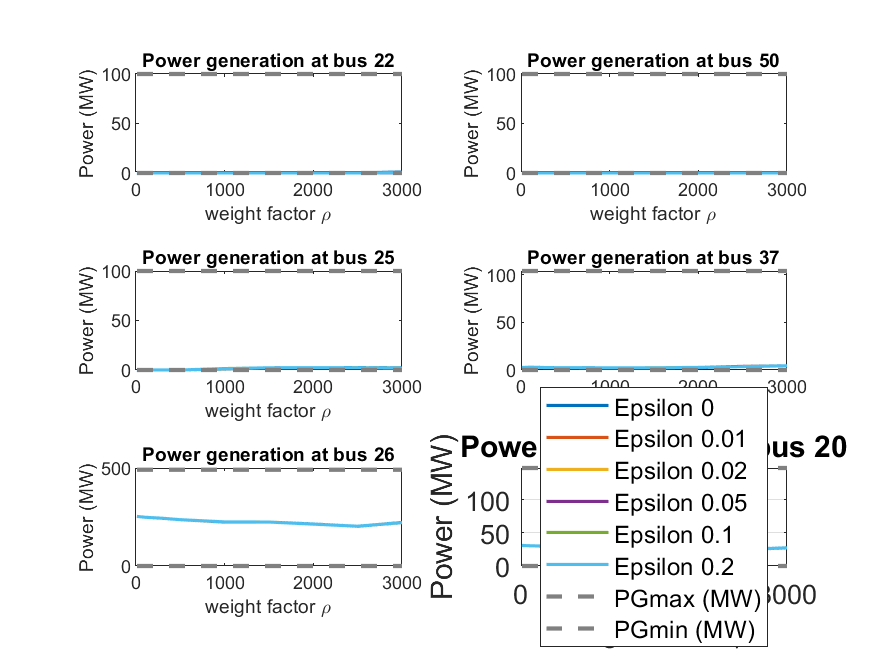 Power generation at bus 22
Power (MW)
100
50
0
0 1000 2000 3000
weight factor ρ
Power generation at bus 50
Power (MW)
100
50
0
0 1000 2000 3000
weight factor ρ
Power generation at bus 25
Power (MW)
100
50
0
0 1000 2000 3000
weight factor ρ
Power generation at bus 37
Power (MW)
100
50
0
0 1000 2000 3000
Power generation at bus 26
Power (MW)
500
0
0 1000 2000 3000
weight factor ρ
bus 20
Power (MW)
100
50
0
0 3000
Epsilon 0
Epsilon 0.01
Epsilon 0.02
Epsilon 0.05
Epsilon 0.1
Epsilon 0.2
PGmax (MW)
PGmin (MW)